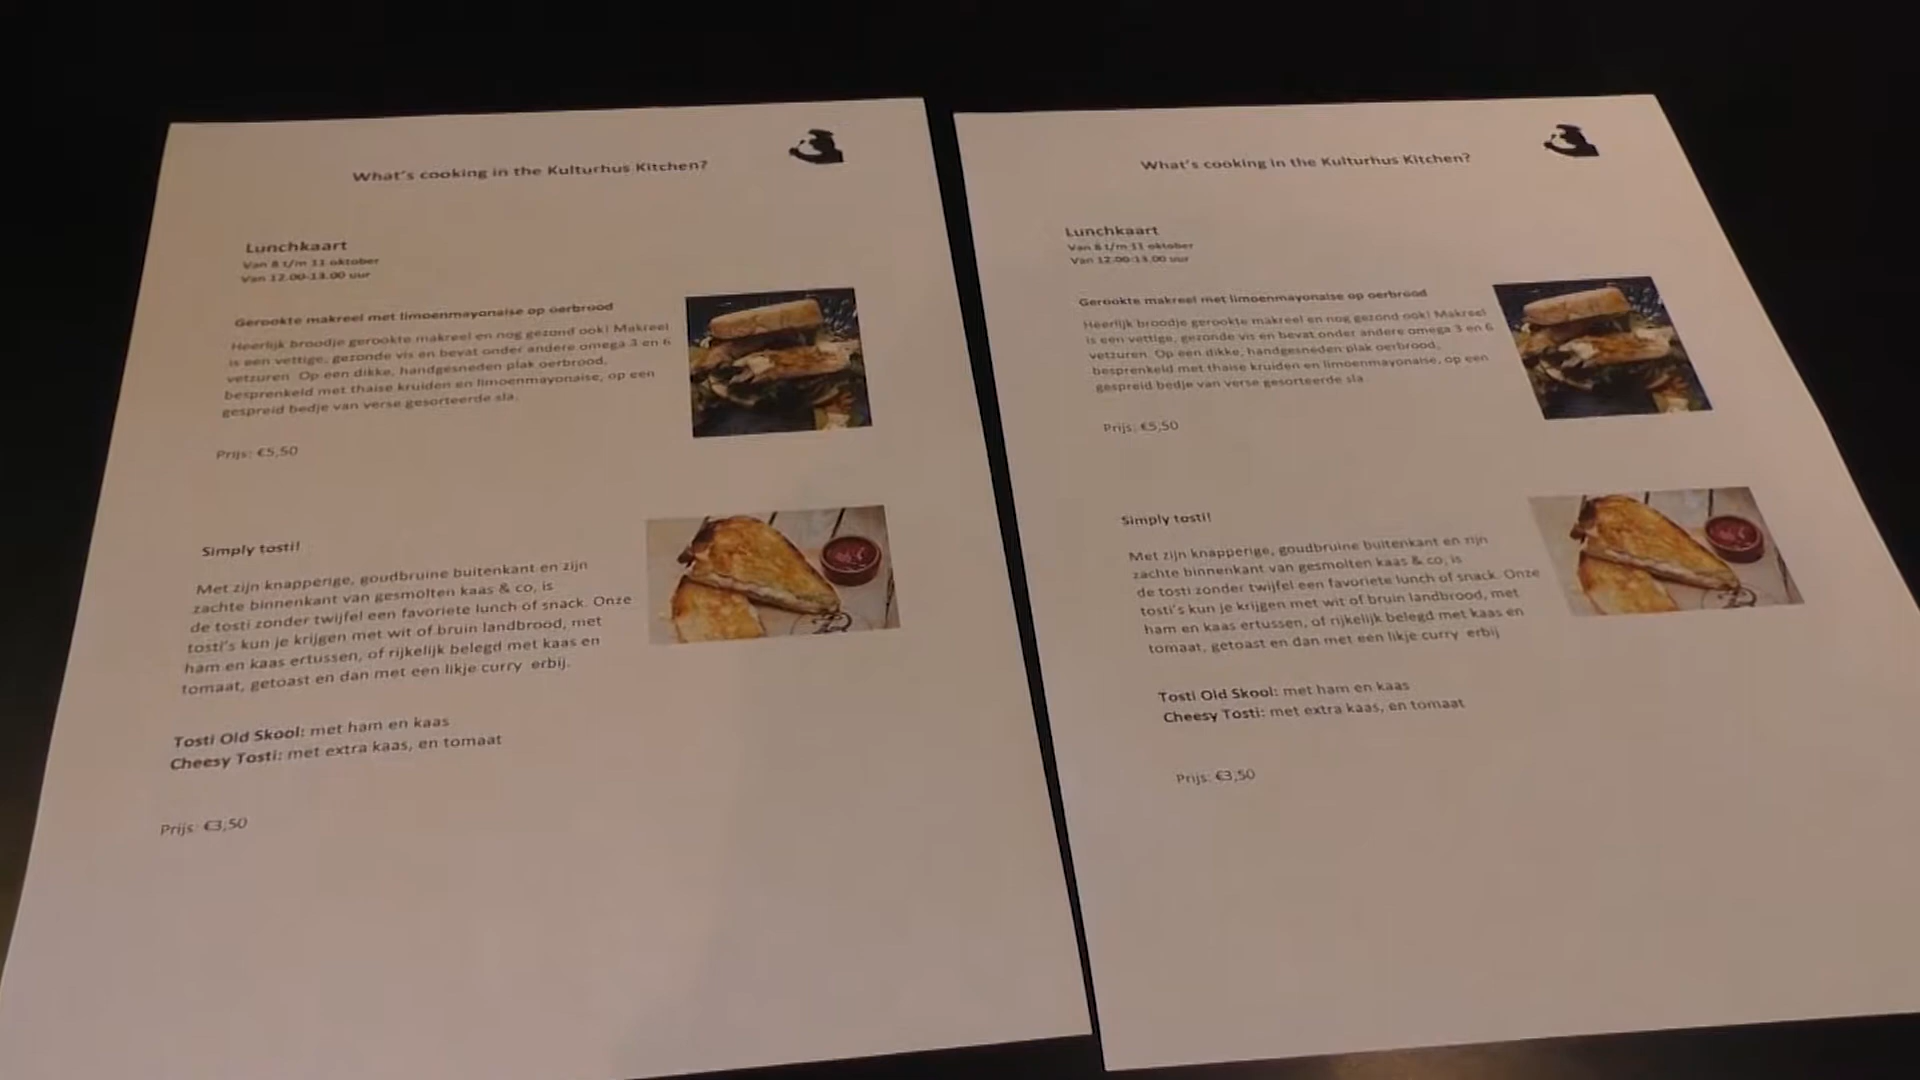 What's cooking in the Kulturhus Kitchen?
Lunchkaart
Van 8 t/m 11 oktober
Van 12.00-13.00 uur
Gerookte makreel met limoenmayonaise op oerbrood
Heerlijk broodje gerookte makreel en nog gezond ook! Makreel
is een vettige, gezonde vis en bevat onder andere omega 3 en 6
vetzuren. Op een dikke, handgesneden plak oerbrood,
besprenkeld met thaise kruiden en limoenmayonaise, op een
gespreid bedje van verse gesorteerde sla.
Prijs: €5,50
Simply tosti!
Met zijn knapperige, goudbruine buitenkant en zijn
zachte binnenkant van gesmolten kaas & co, is
de tosti zonder twijfel een favoriete lunch of snack. Onze
tosti's kun je krijgen met wit of bruin landbrood, met
ham en kaas ertussen, of rijkelijk belegd met kaas en
tomaat, getoast en dan met een likje curry erbij.
Tosti Old Skool: met ham en kaas
Cheesy Tosti: met extra kaas, en tomaat
Prijs: €3,50
What's cooking in the Kulturhus Kitchen?
Lunchkaart
Van 8 t/m 11 oktober
Van 12.00-13.00 uur
Gerookte makreel met limoenmayonaise op oerbrood
Heerlijk broodje gerookte makreel en nog gezond ook! Makreel
is een vettige, gezonde vis en bevat onder andere omega 3 en 6
vetzuren. Op een dikke, handgesneden plak oerbrood,
besprenkeld met thaise kruiden en limoenmayonaise, op een
gespreid bedje van verse gesorteerde sla.
Prijs: €5,50
Simply tosti!
Met zijn knapperige, goudbruine buitenkant en zijn
zachte binnenkant van gesmolten kaas & co, is
de tosti zonder twijfel een favoriete lunch of snack. Onze
tosti's kun je krijgen met wit of bruin landbrood, met
ham en kaas ertussen, of rijkelijk belegd met kaas en
tomaat, getoast en dan met een likje curry erbij
Tosti Old Skool: met ham en kaas
Cheesy Tosti: met extra kaas, en tomaat
Prijs: €3,50